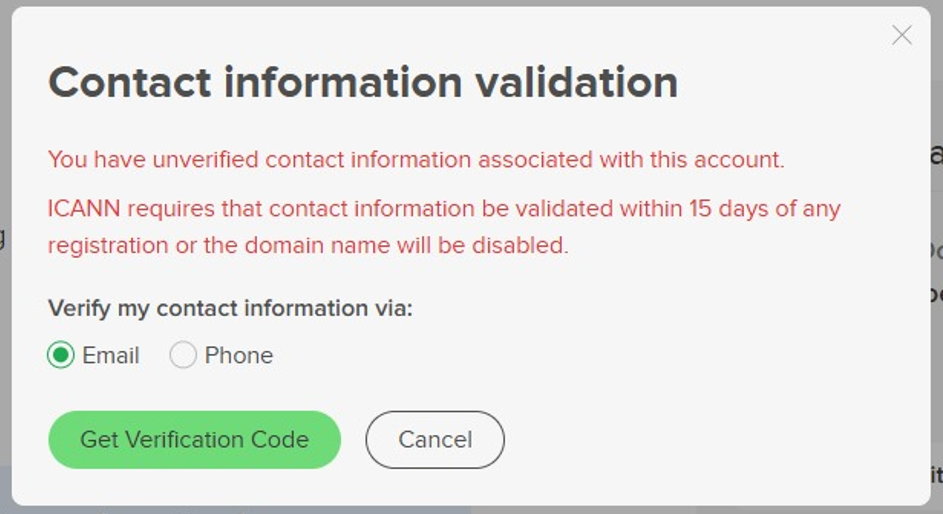 Contact information validation
You have unverified contact information associated with this account.
ICANN requires that contact information be validated within 15 days of any
registration or the domain name will be disabled.
Verify my contact information via:
Email Phone
Get Verification Code Cancel